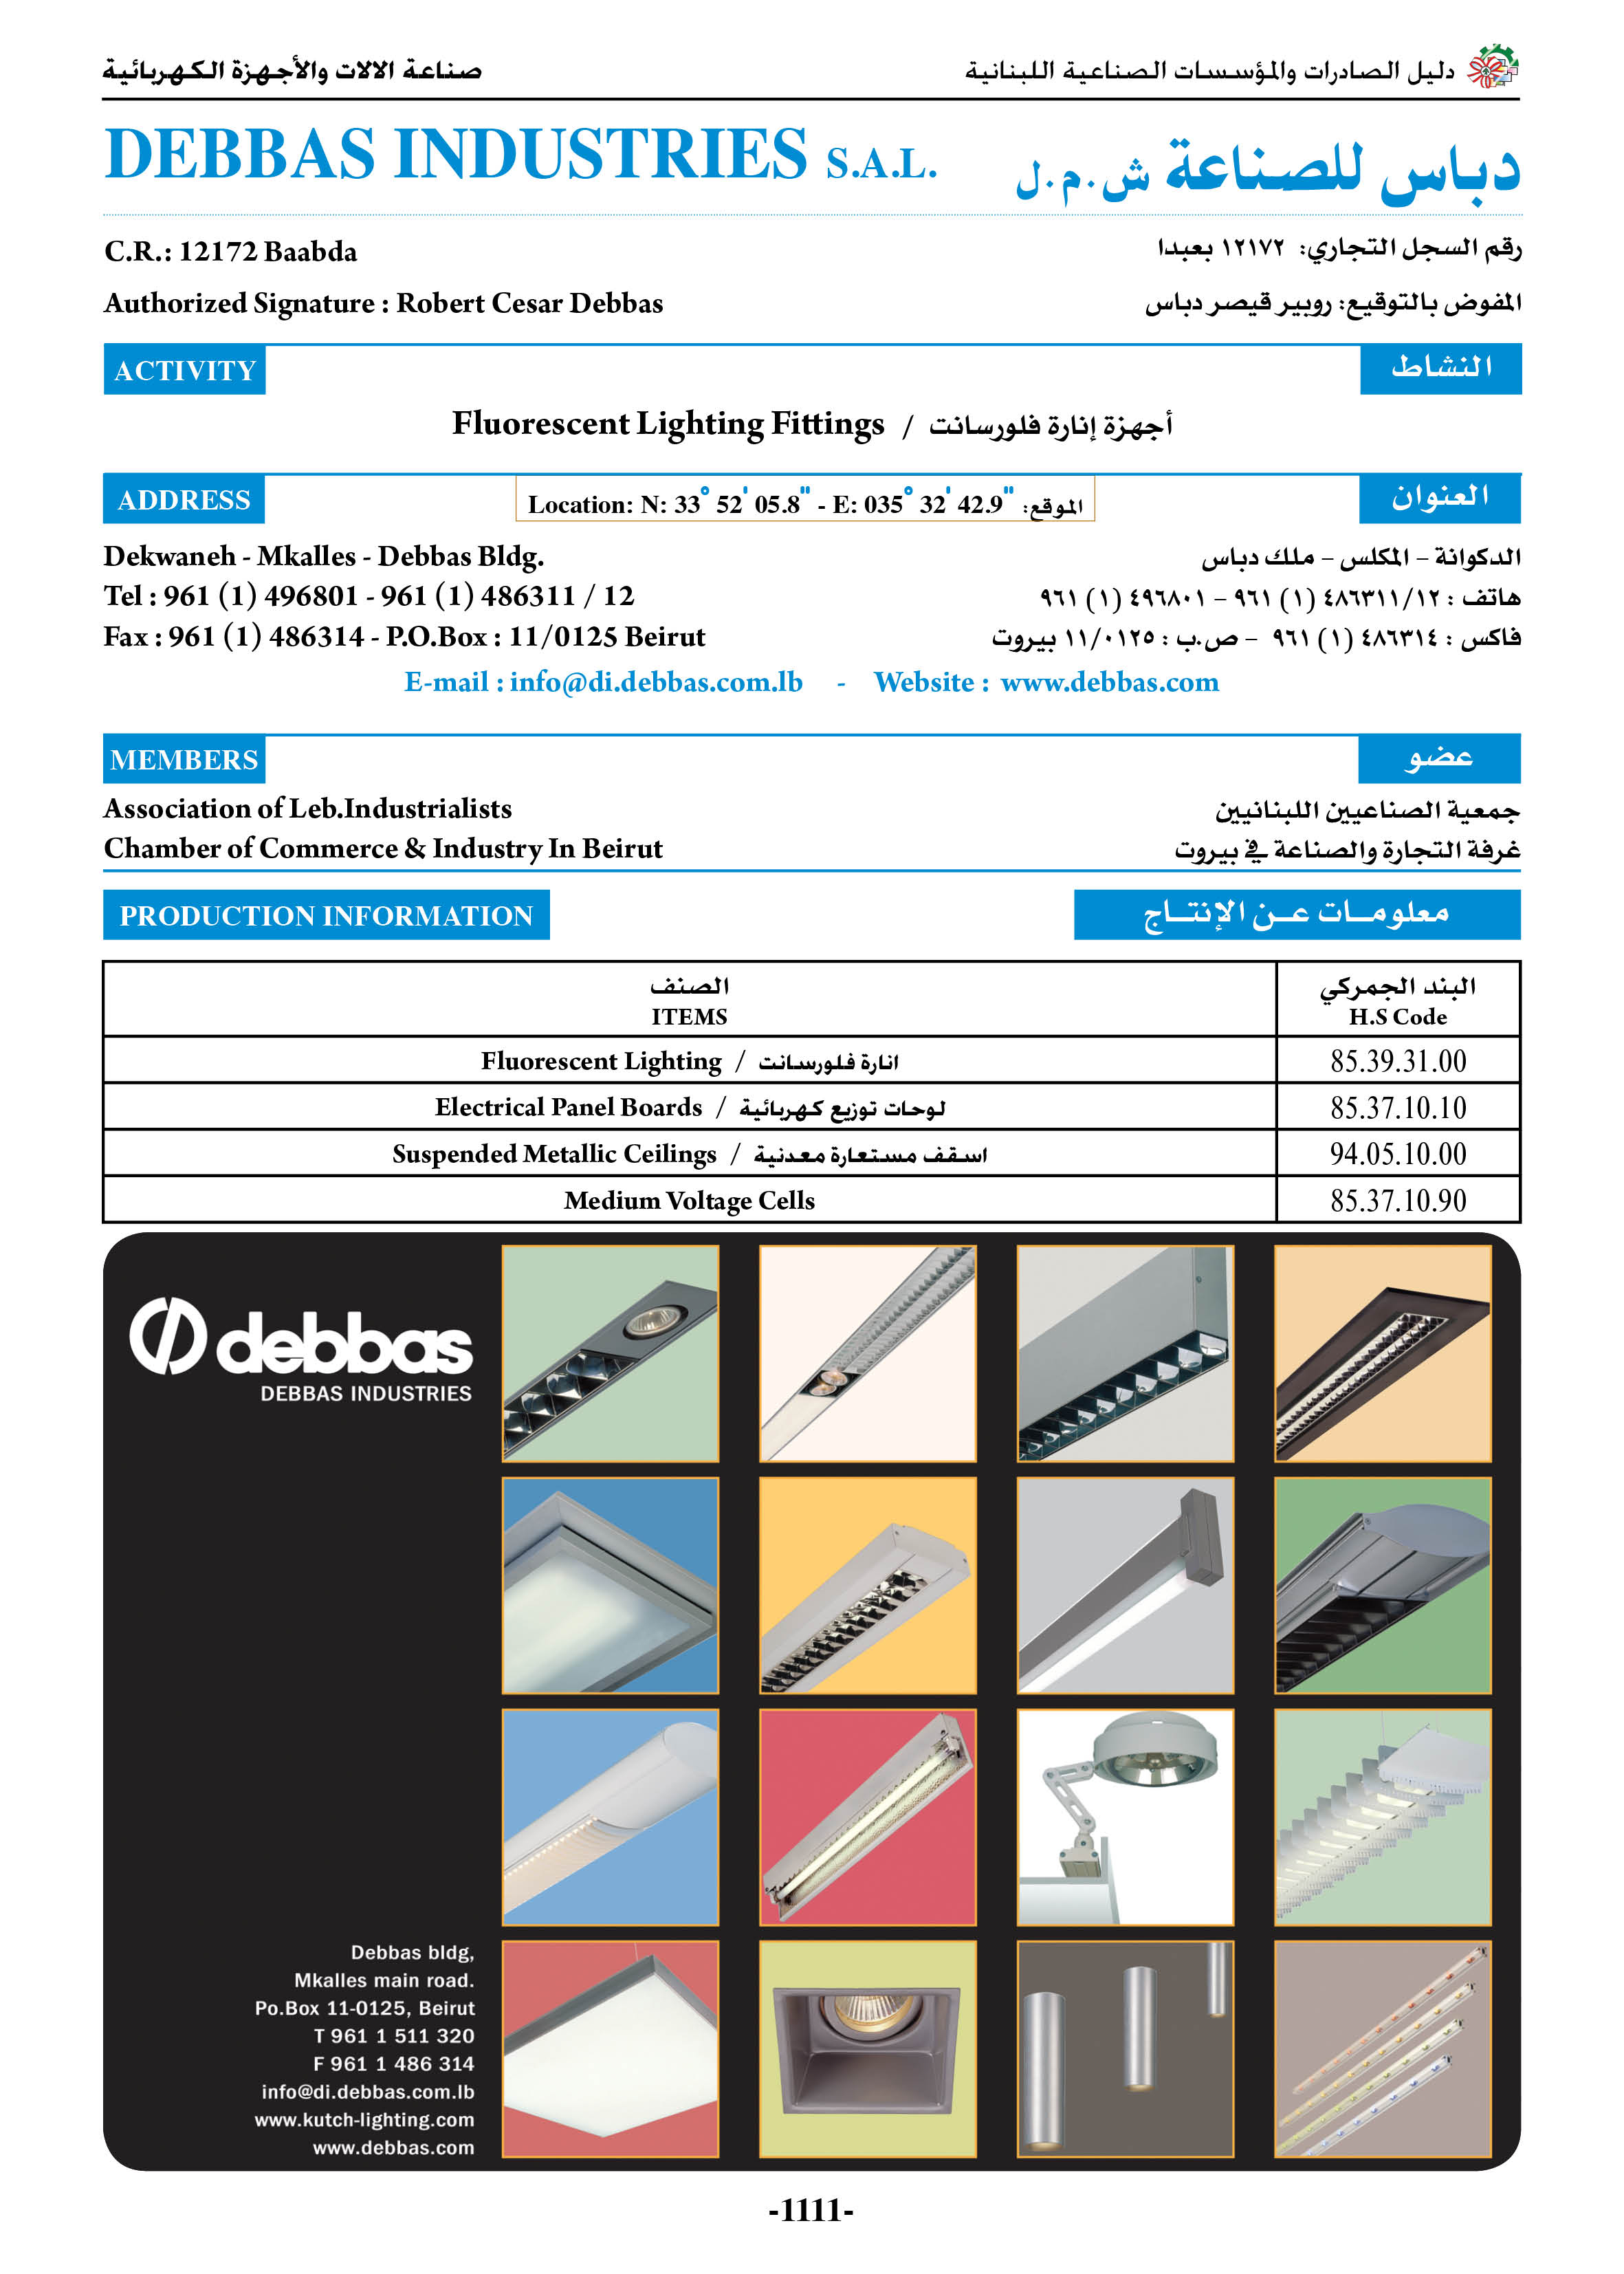 صناعة الالات والأجهزة الكهربائية
دليل الصادرات والمؤسسات الصناعية اللبنانية
DEBBAS INDUSTRIES S.A.L.
دباس للصناعة ش.م.ل
C.R.: 12172 Baabda
رقم السجل التجاري: ١٢١٧٢ بعبدا
Authorized Signature : Robert Cesar Debbas
المفوض بالتوقيع: روبير قيصر دباس
ACTIVITY
النشاط
Fluorescent Lighting Fittings / أجهزة إنارة فلورسانت
ADDRESS
Location: N: 33° 52' 05.8" - E: 035° 32' 42.9" :الموقع
العنوان
Dekwaneh - Mkalles - Debbas Bldg.
الدكوانة – المكلس – ملك دباس
Tel : 961 (1) 496801 - 961 (1) 486311 / 12
هاتف : ٤٨٦٣١١/١٢ (١) ٩٦١ – ٤٩٦٨٠١ (١) ٩٦١
Fax : 961 (1) 486314 - P.O.Box : 11/0125 Beirut
فاكس : ٤٨٦٣١٤ (١) ٩٦١ – ص.ب : ١١/٠١٢٥ بيروت
E-mail : info@di.debbas.com.lb - Website : www.debbas.com
MEMBERS
عضو
Association of Leb.Industrialists
جمعية الصناعيين اللبنانيين
Chamber of Commerce & Industry In Beirut
غرفة التجارة والصناعة في بيروت
PRODUCTION INFORMATION
معلومــات عــن الإنتــاج
الصنف
البند الجمركي
ITEMS
H.S Code
Fluorescent Lighting / انارة فلورسانت
85.39.31.00
Electrical Panel Boards / لوحات توزيع كهربائية
85.37.10.10
Suspended Metallic Ceilings / اسقف مستعارة معدنية
94.05.10.00
Medium Voltage Cells
85.37.10.90
debbas
DEBBAS INDUSTRIES
Debbas bldg,
Mkalles main road.
Po.Box 11-0125, Beirut
T 961 1 511 320
F 961 1 486 314
info@di.debbas.com.lb
www.kutch-lighting.com
www.debbas.com
-1111-